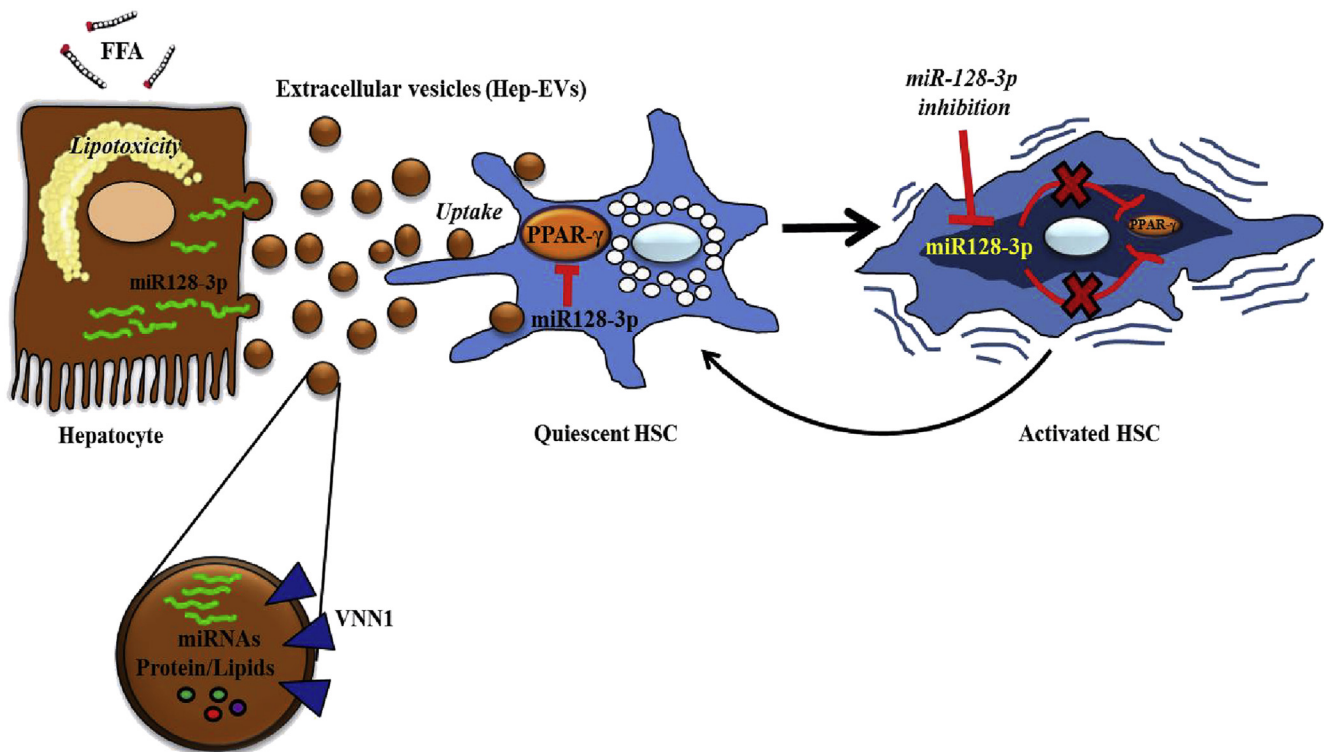 FFA
Lipotoxicity
miR128-3p
Hepatocyte
Extracellular vesicles (Hep-EVs)
Uptake
PPAR-γ
miR128-3p
Quiescent HSC
miR-128-3p
inhibition
miR128-3p
PPAR-γ
Activated HSC
VNN1
miRNAs
Protein/Lipids